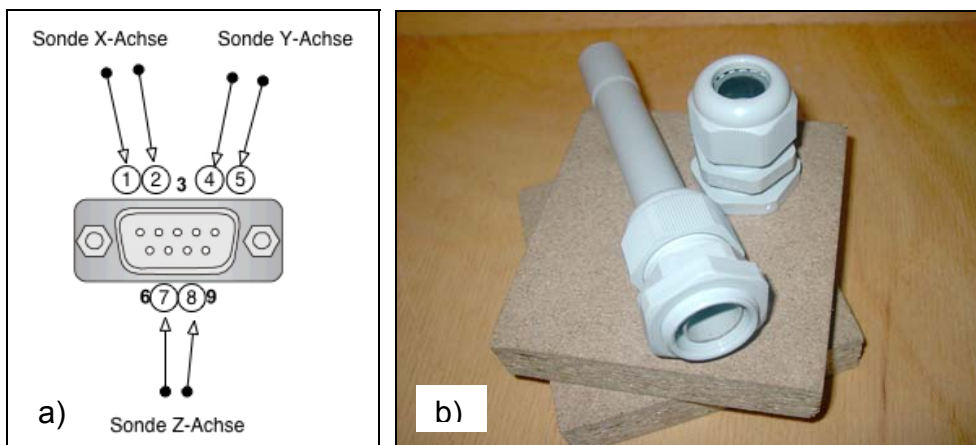 Sonde X-Achse Sonde Y-Achse
1 2 3 4 5
6 7 8 9
a)
Sonde Z-Achse
b)